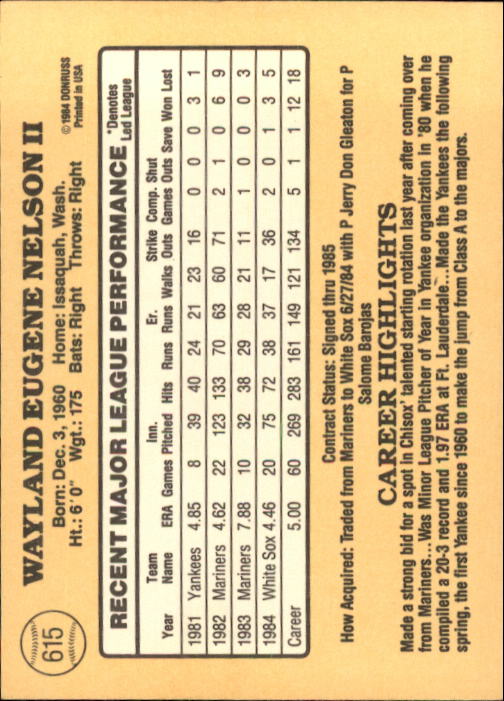 615
WAYLAND EUGENE NELSON II
Born: Dec. 3, 1960 Home: Issaquah, Wash.
Ht.: 6' 0" Wgt.: 175 Bats: Right Throws: Right
©1984 DONRUSS
Printed in USA
RECENT MAJOR LEAGUE PERFORMANCE
*Denotes
Led League
Team Inn. Er. Strike Comp. Shut
Year Name ERA Games Pitched Hits Runs Runs Walks Outs Games Outs Save Won Lost
1981 Yankees 4.85 8 39 40 24 21 23 16 0 0 0 3 1
1982 Mariners 4.62 22 123 133 70 63 60 71 2 1 0 6 9
1983 Mariners 7.88 10 32 38 29 28 21 11 1 0 0 0 3
1984 White Sox 4.46 20 75 72 38 37 17 36 2 0 1 3 5
Career 5.00 60 269 283 161 149 121 134 5 1 1 12 18
Contract Status: Signed thru 1985
How Acquired: Traded from Mariners to White Sox 6/27/84 with P Jerry Don Gleaton for P
Salome Barojas
CAREER HIGHLIGHTS
Made a strong bid for a spot in Chisox' talented starting rotation last year after coming over
from Mariners...Was Minor League Pitcher of Year in Yankee organization in '80 when he
compiled a 20-3 record and 1.97 ERA at Ft. Lauderdale...Made the Yankees the following
spring, the first Yankee since 1960 to make the jump from Class A to the majors.